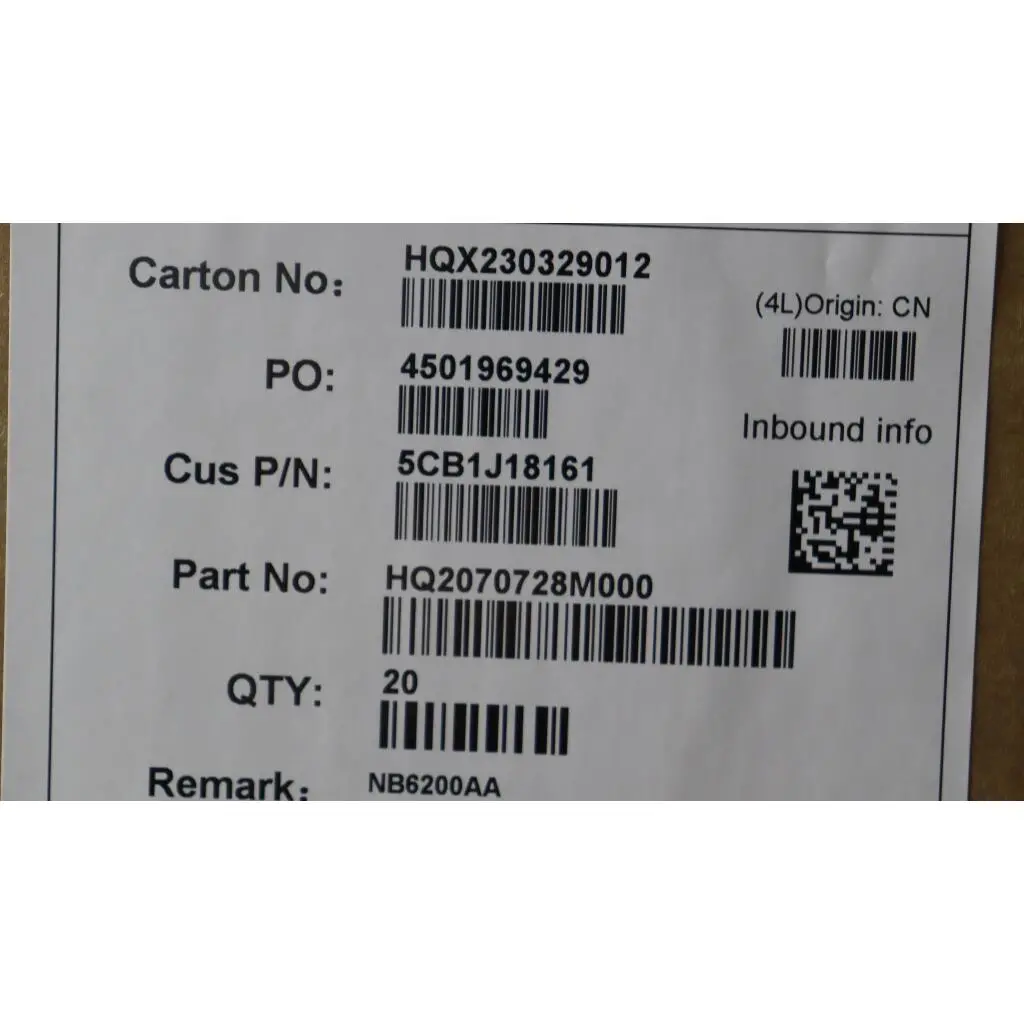 Carton No: HQX230329012
(4L)Origin: CN
PO: 4501969429
Inbound info
Cus P/N: 5CB1J18161
Part No: HQ2070728M000
QTY: 20
Remark: NB6200AA